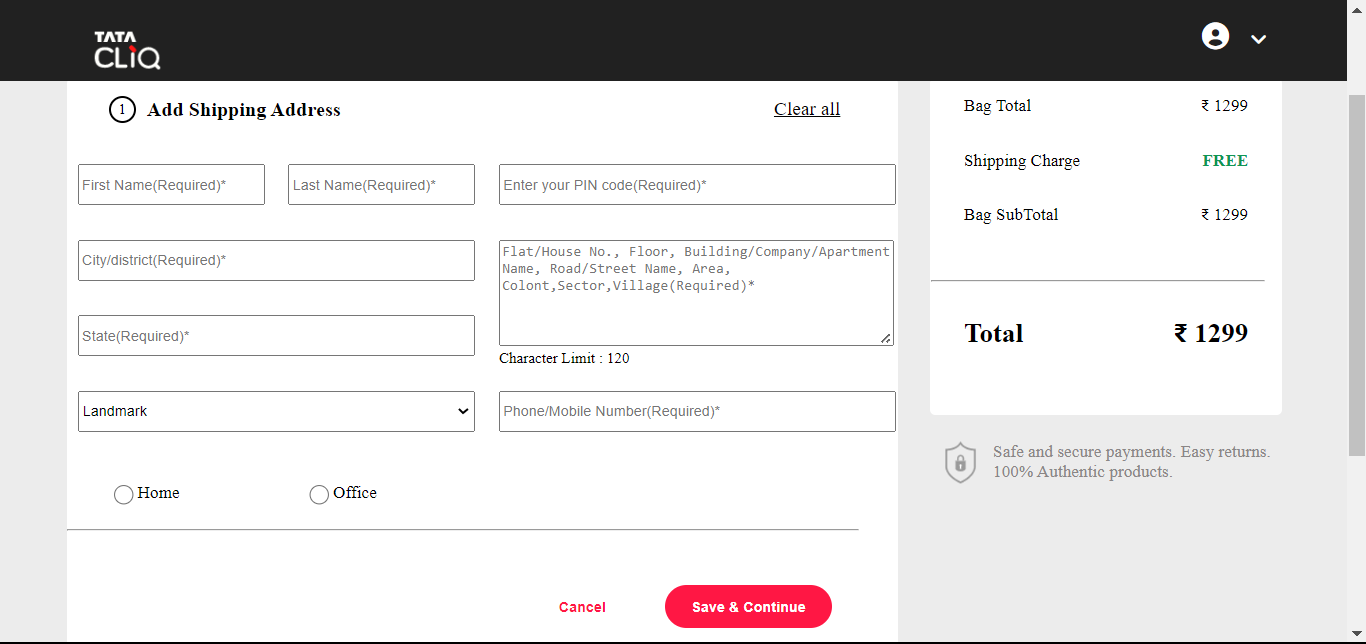 TATA
CLiQ
1 Add Shipping Address
Clear all
First Name(Required)*
Last Name(Required)*
Enter your PIN code(Required)*
City/district(Required)*
Flat/House No., Floor, Building/Company/Apartment
Name, Road/Street Name, Area,
Colont,Sector,Village(Required)*
State(Required)*
Character Limit : 120
Landmark
Phone/Mobile Number(Required)*
Home
Office
Cancel
Save & Continue
Bag Total ₹ 1299
Shipping Charge FREE
Bag SubTotal ₹ 1299
Total ₹ 1299
Safe and secure payments. Easy returns.
100% Authentic products.